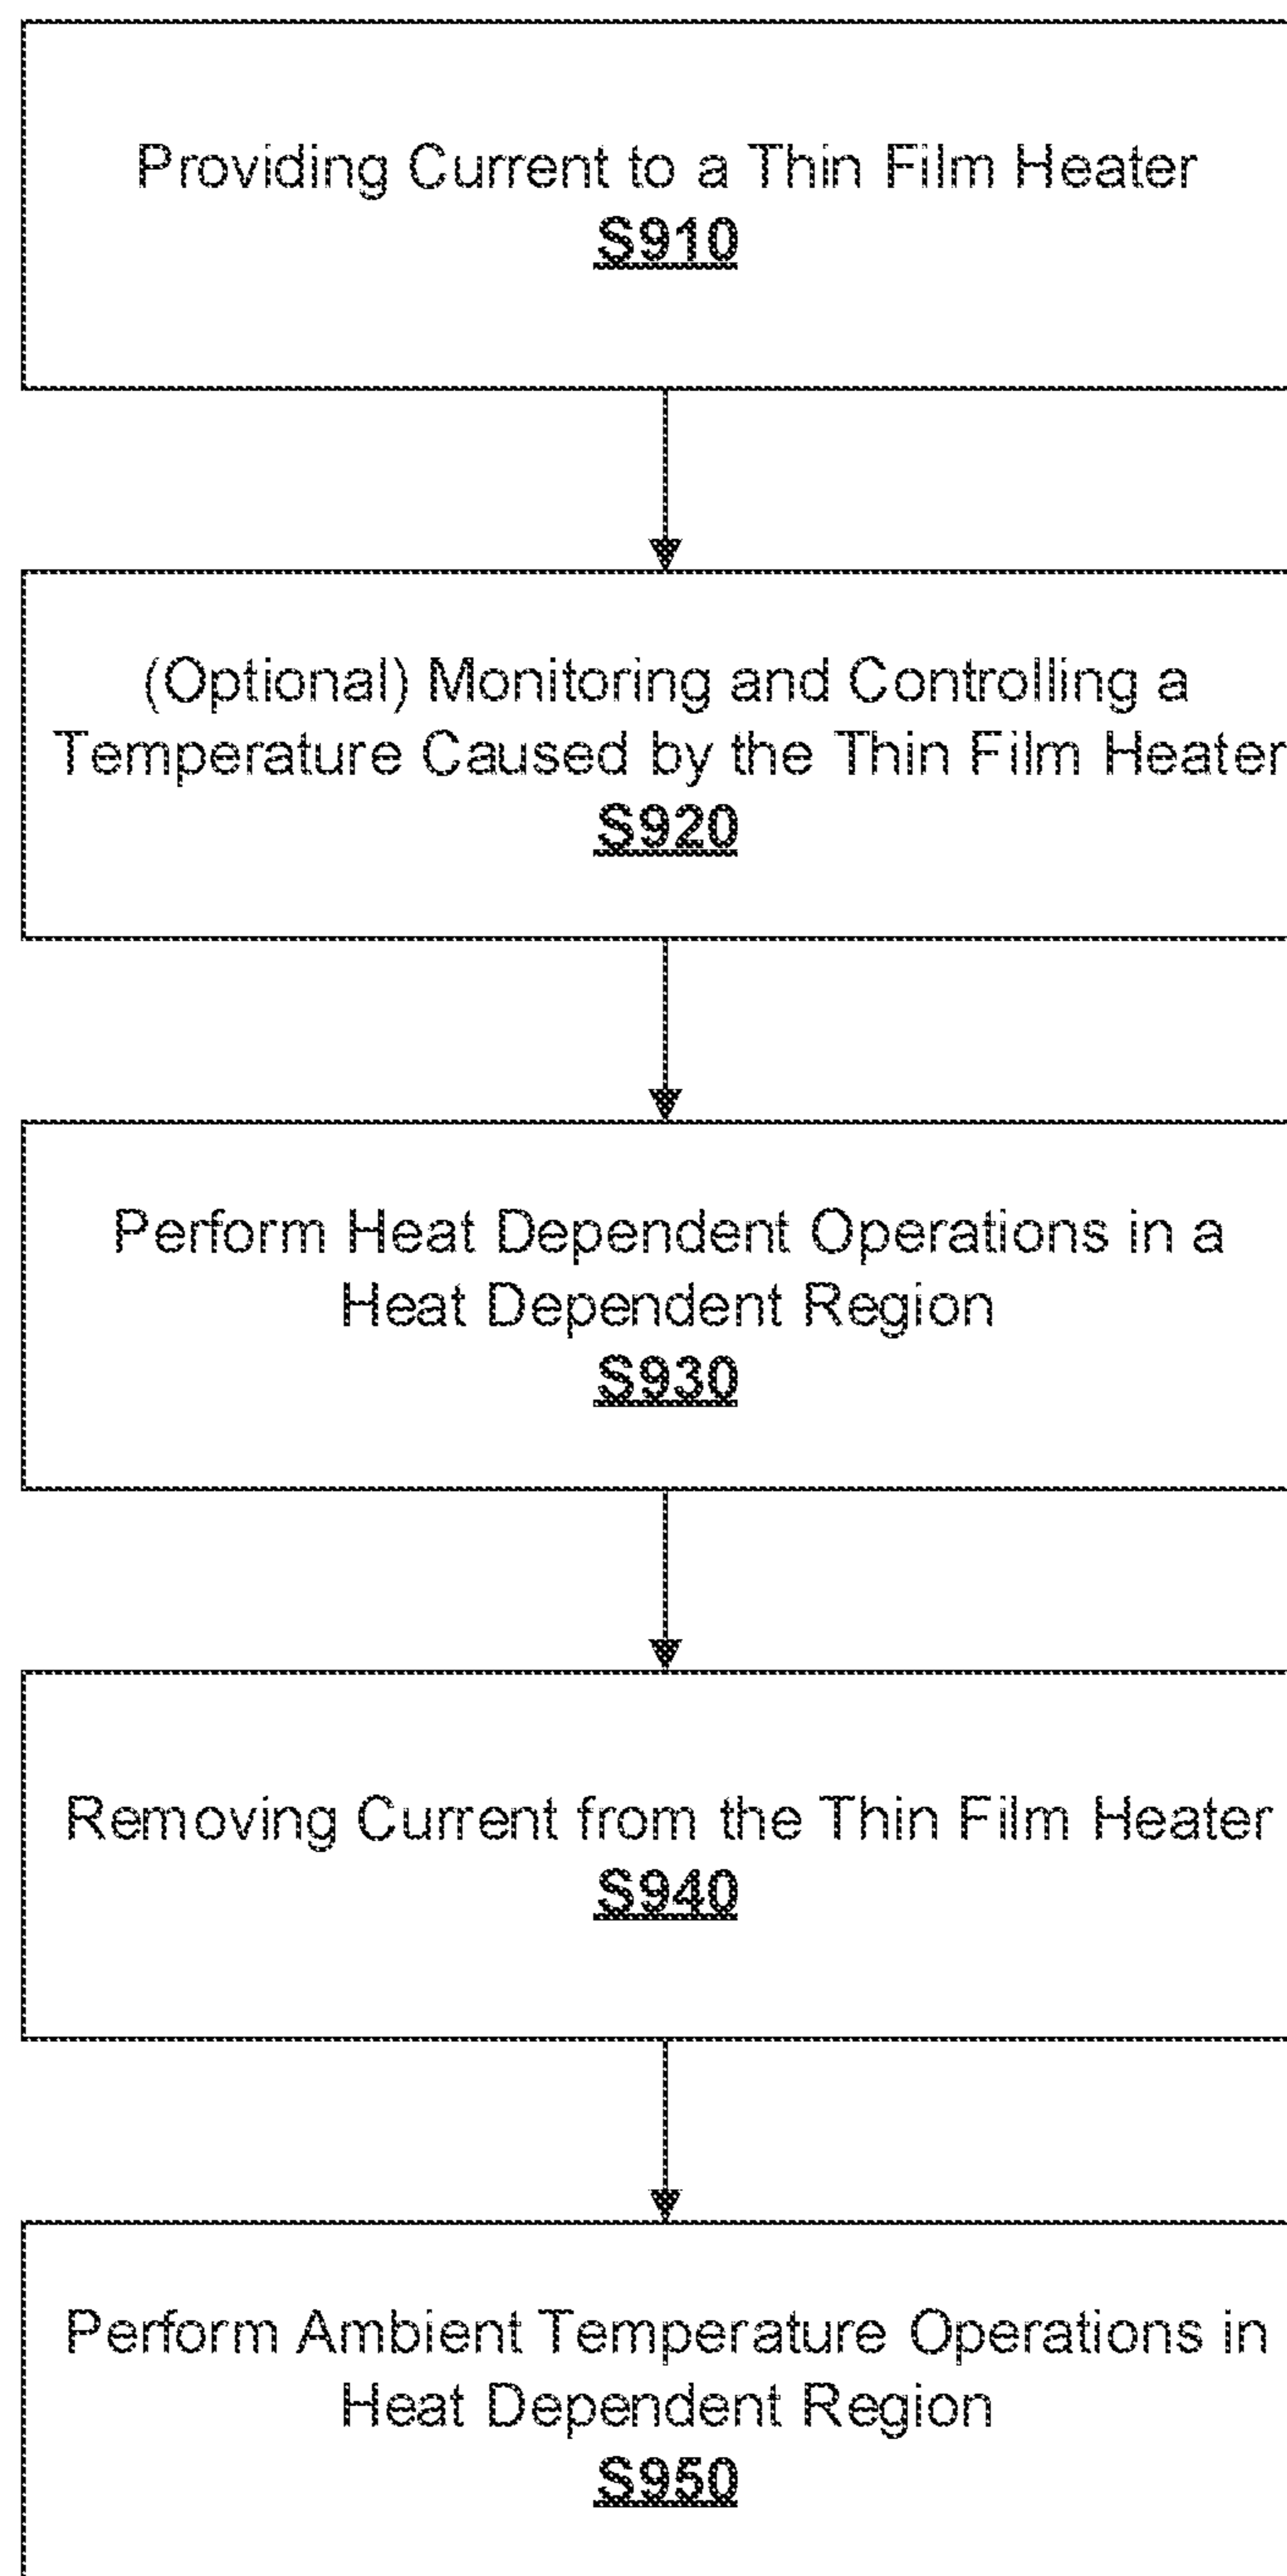 Providing Current to a Thin Film Heater
S910
(Optional) Monitoring and Controlling a
Temperature Caused by the Thin Film Heater
S920
Perform Heat Dependent Operations in a
Heat Dependent Region
S930
Removing Current from the Thin Film Heater
S940
Perform Ambient Temperature Operations in
Heat Dependent Region
S950